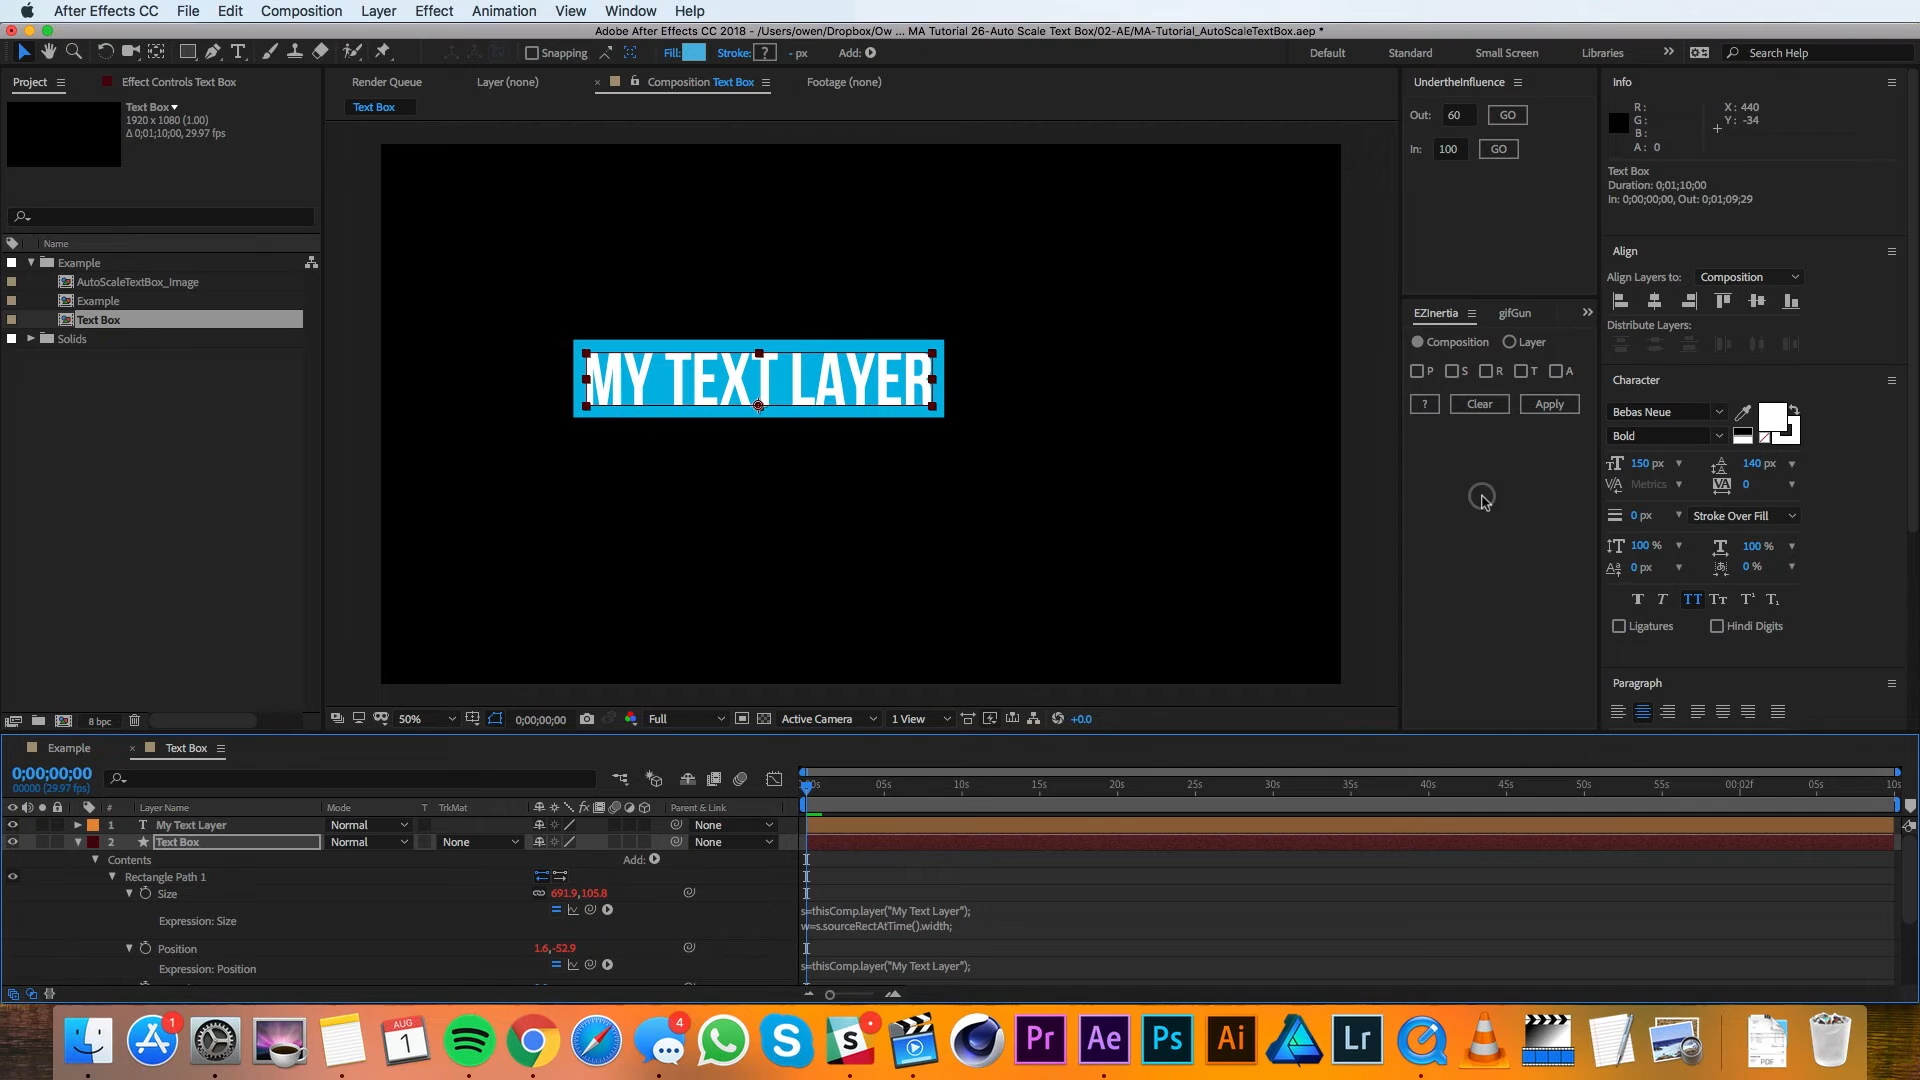 After Effects CC File Edit Composition Layer Effect Animation View Window Help
Adobe After Effects CC 2018 - /Users/owen/Dropbox/Ow ... MA Tutorial 26-Auto Scale Text Box/02-AE/MA-Tutorial_AutoScaleTextBox.aep *
Snapping Fill: Stroke: ? - px Add: Default Standard Small Screen Libraries Search Help
Project Effect Controls Text Box Render Queue Layer (none) Composition Text Box Footage (none) UndertheInfluence Info
Text Box
1920 x 1080 (1.00)
Δ 0;01;10;00, 29.97 fps
Text Box
Out: 60 GO
In: 100 GO
R:
G:
B:
A: 0
X: 440
Y: -34
Text Box
Duration: 0;01;10;00
In: 0;00;00;00, Out: 0;01;09;29
Name
Example
AutoScaleTextBox_Image
Example
Text Box
Solids
MY TEXT LAYER
Align
Align Layers to: Composition
Distribute Layers:
EZInertia gifGun
Composition Layer
P S R T A
? Clear Apply
Character
Bebas Neue
Bold
150 px 140 px
Metrics 0
0 px Stroke Over Fill
100 % 100 %
0 px 0 %
Ligatures Hindi Digits
Paragraph
8 bpc 50% 0;00;00;00 Full Active Camera 1 View +0.0
Example Text Box
0;00;00;00
00000 (29.97 fps)
:00s 05s 10s 15s 20s 25s 30s 35s 40s 45s 50s 55s 00:02f 05s 10s
# Layer Name Mode T TrkMat Parent & Link
1 T My Text Layer Normal None
2 Text Box Normal None None
Contents Add:
Rectangle Path 1
Size 691.9,105.8
Expression: Size
s=thisComp.layer("My Text Layer");
w=s.sourceRectAtTime().width;
Position 1.6,-52.9
Expression: Position
s=thisComp.layer("My Text Layer");
1 AUG 1 4 Pr Ae Ps Ai Lr PDF